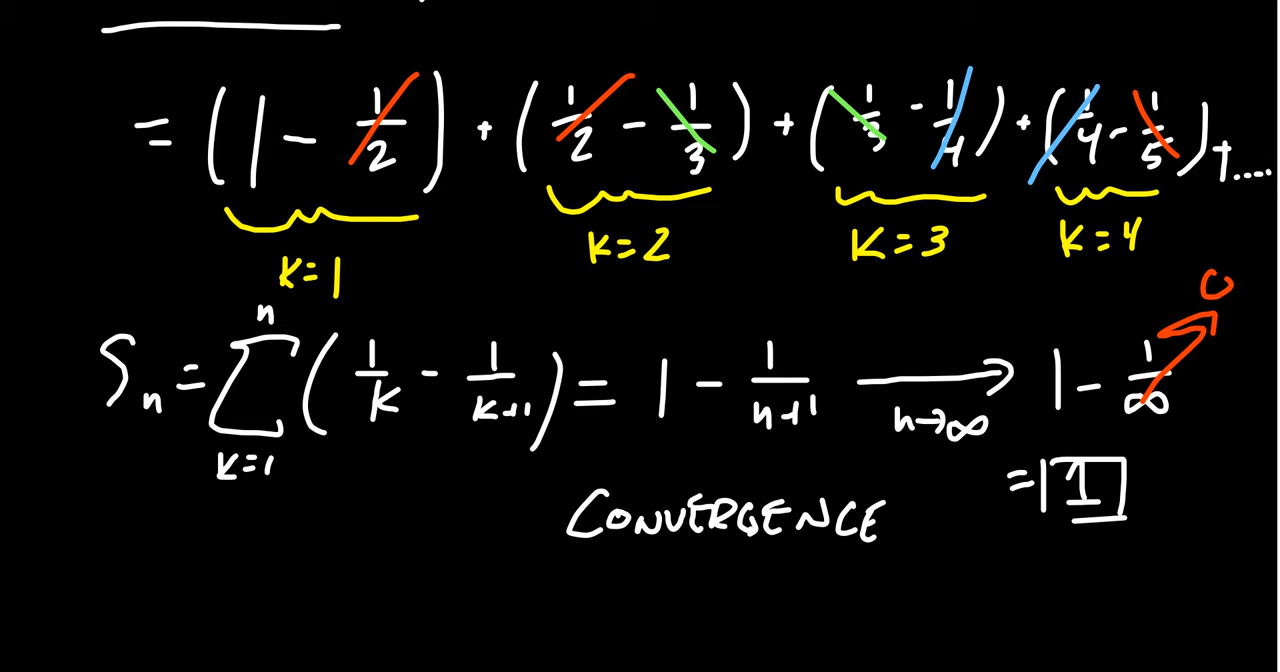 = (1 - 1/2) + (1/2 - 1/3) + (1/3 - 1/4) + (1/4 - 1/5) + ....
k=1 k=2 k=3 k=4
0
Sn = ∑_{k=1}^{n} (1/k - 1/(k+1)) = 1 - 1/(n+1) ⟶ n→∞ 1 - 1/∞
= 1
CONVERGENCE